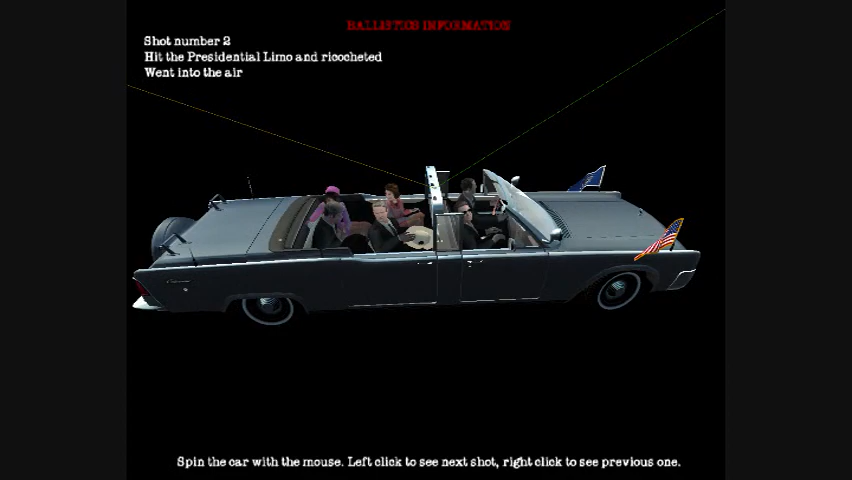 BALLISTICS INFORMATION
Shot number 2
Hit the Presidential Limo and ricocheted
Went into the air
Spin the car with the mouse. Left click to see next shot, right click to see previous one.